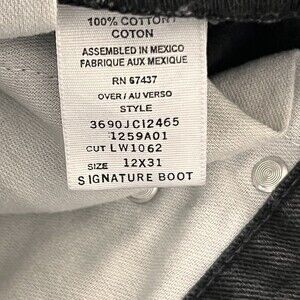 100% COTTON
COTON
ASSEMBLED IN MEXICO
FABRIQUE AUX MEXIQUE
RN 67437
OVER / AU VERSO
STYLE
3690JC12465
1259A01
CUT LW1062
SIZE 12X31
SIGNATURE BOOT